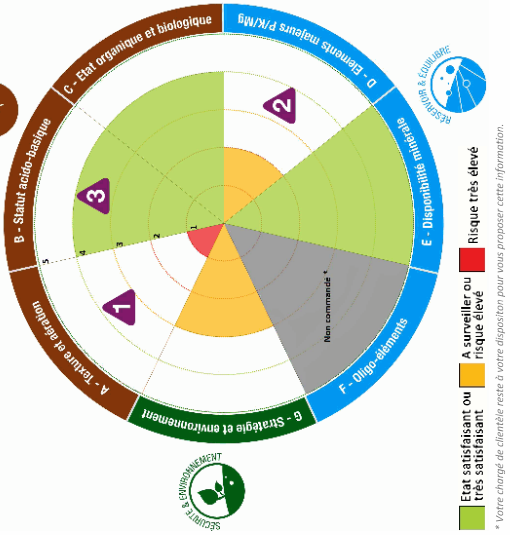 A - Texture et aération
B - Statut acido-basique
C - Etat organique et biologique
D - Elements majeurs P/K/Mg
E - Disponibilité minérale
F - Oligo-éléments
G - Stratégie et environnement
RÉSERVOIR & ÉQUILIBRE
SÉCURITÉ & ENVIRONNEMENT
1
2
3
5
4
3
2
1
Non commandé *
Etat satisfaisant ou
très satisfaisant
A surveiller ou
risque élevé
Risque très élevé
* Votre chargé de clientèle reste à votre dispositon pour vous proposer cette information.